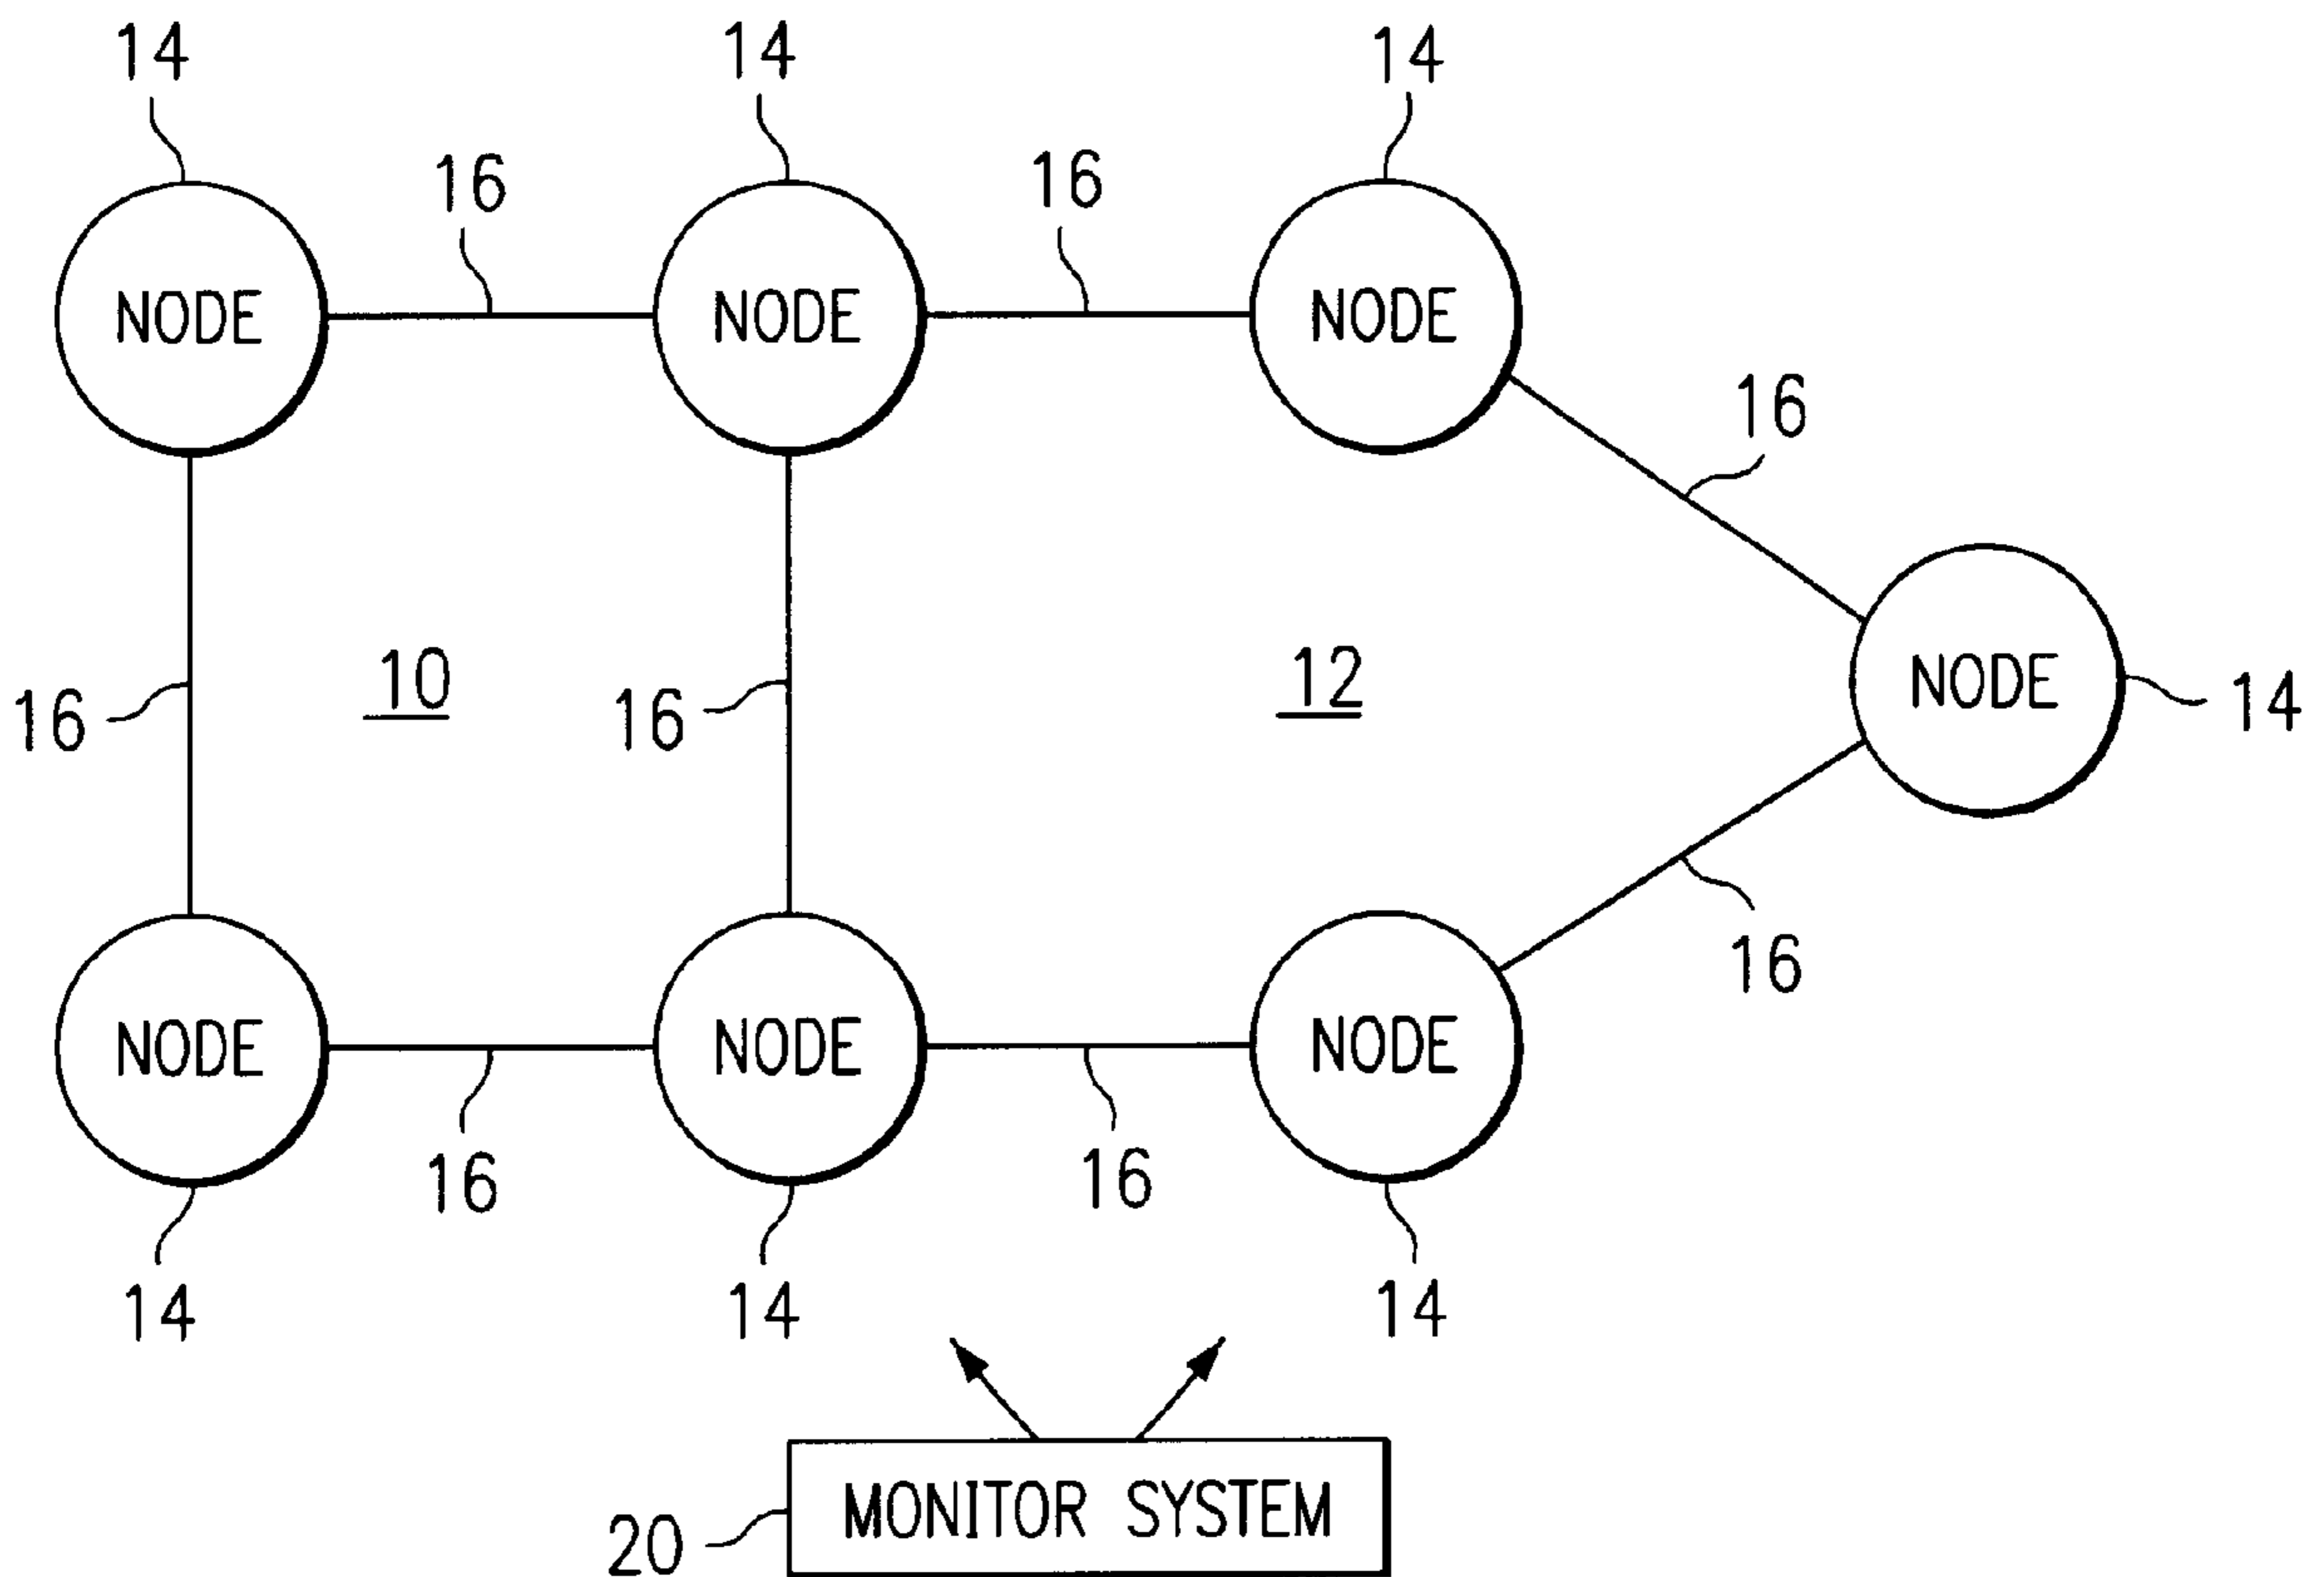 14 14 14
16 16
NODE NODE NODE
16
10 12
16 16 NODE 14
16
NODE NODE NODE
16 16
14 14 14
MONITOR SYSTEM
20